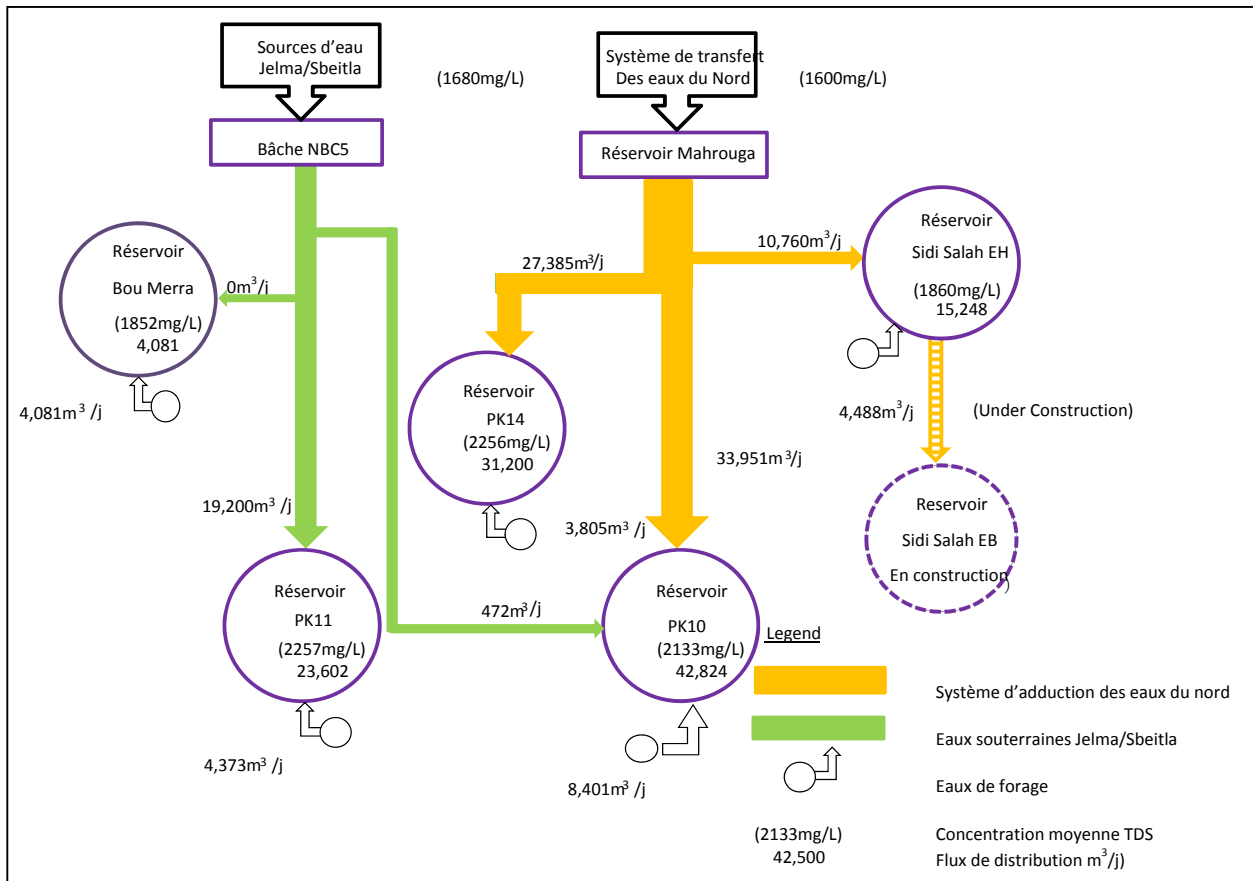 Sources d'eau
Jelma/Sbeitla
(1680mg/L)
Système de transfert
Des eaux du Nord
(1600mg/L)
Bâche NBC5
Réservoir Mahrouga
Réservoir
Bou Merra
(1852mg/L)
4,081
0m³/j
4,081m³ /j
27,385m³/j
10,760m³/j
Réservoir
Sidi Salah EH
(1860mg/L)
15,248
Réservoir
PK14
(2256mg/L)
31,200
4,488m³/j
(Under Construction)
33,951m³/j
19,200m³ /j
3,805m³ /j
Reservoir
Sidi Salah EB
En construction
)
Réservoir
PK11
(2257mg/L)
23,602
472m³/j
Réservoir
PK10
(2133mg/L)
42,824
4,373m³ /j
8,401m³ /j
Legend
Système d'adduction des eaux du nord
Eaux souterraines Jelma/Sbeitla
Eaux de forage
(2133mg/L)
Concentration moyenne TDS
42,500
Flux de distribution m³/j)